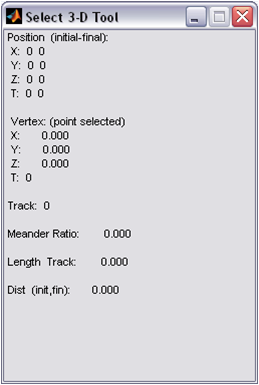 Select 3-D Tool
Position (initial-final):
X: 0 0
Y: 0 0
Z: 0 0
T: 0 0
Vertex: (point selected)
X: 0.000
Y: 0.000
Z: 0.000
T: 0
Track: 0
Meander Ratio: 0.000
Length Track: 0.000
Dist (init,fin): 0.000